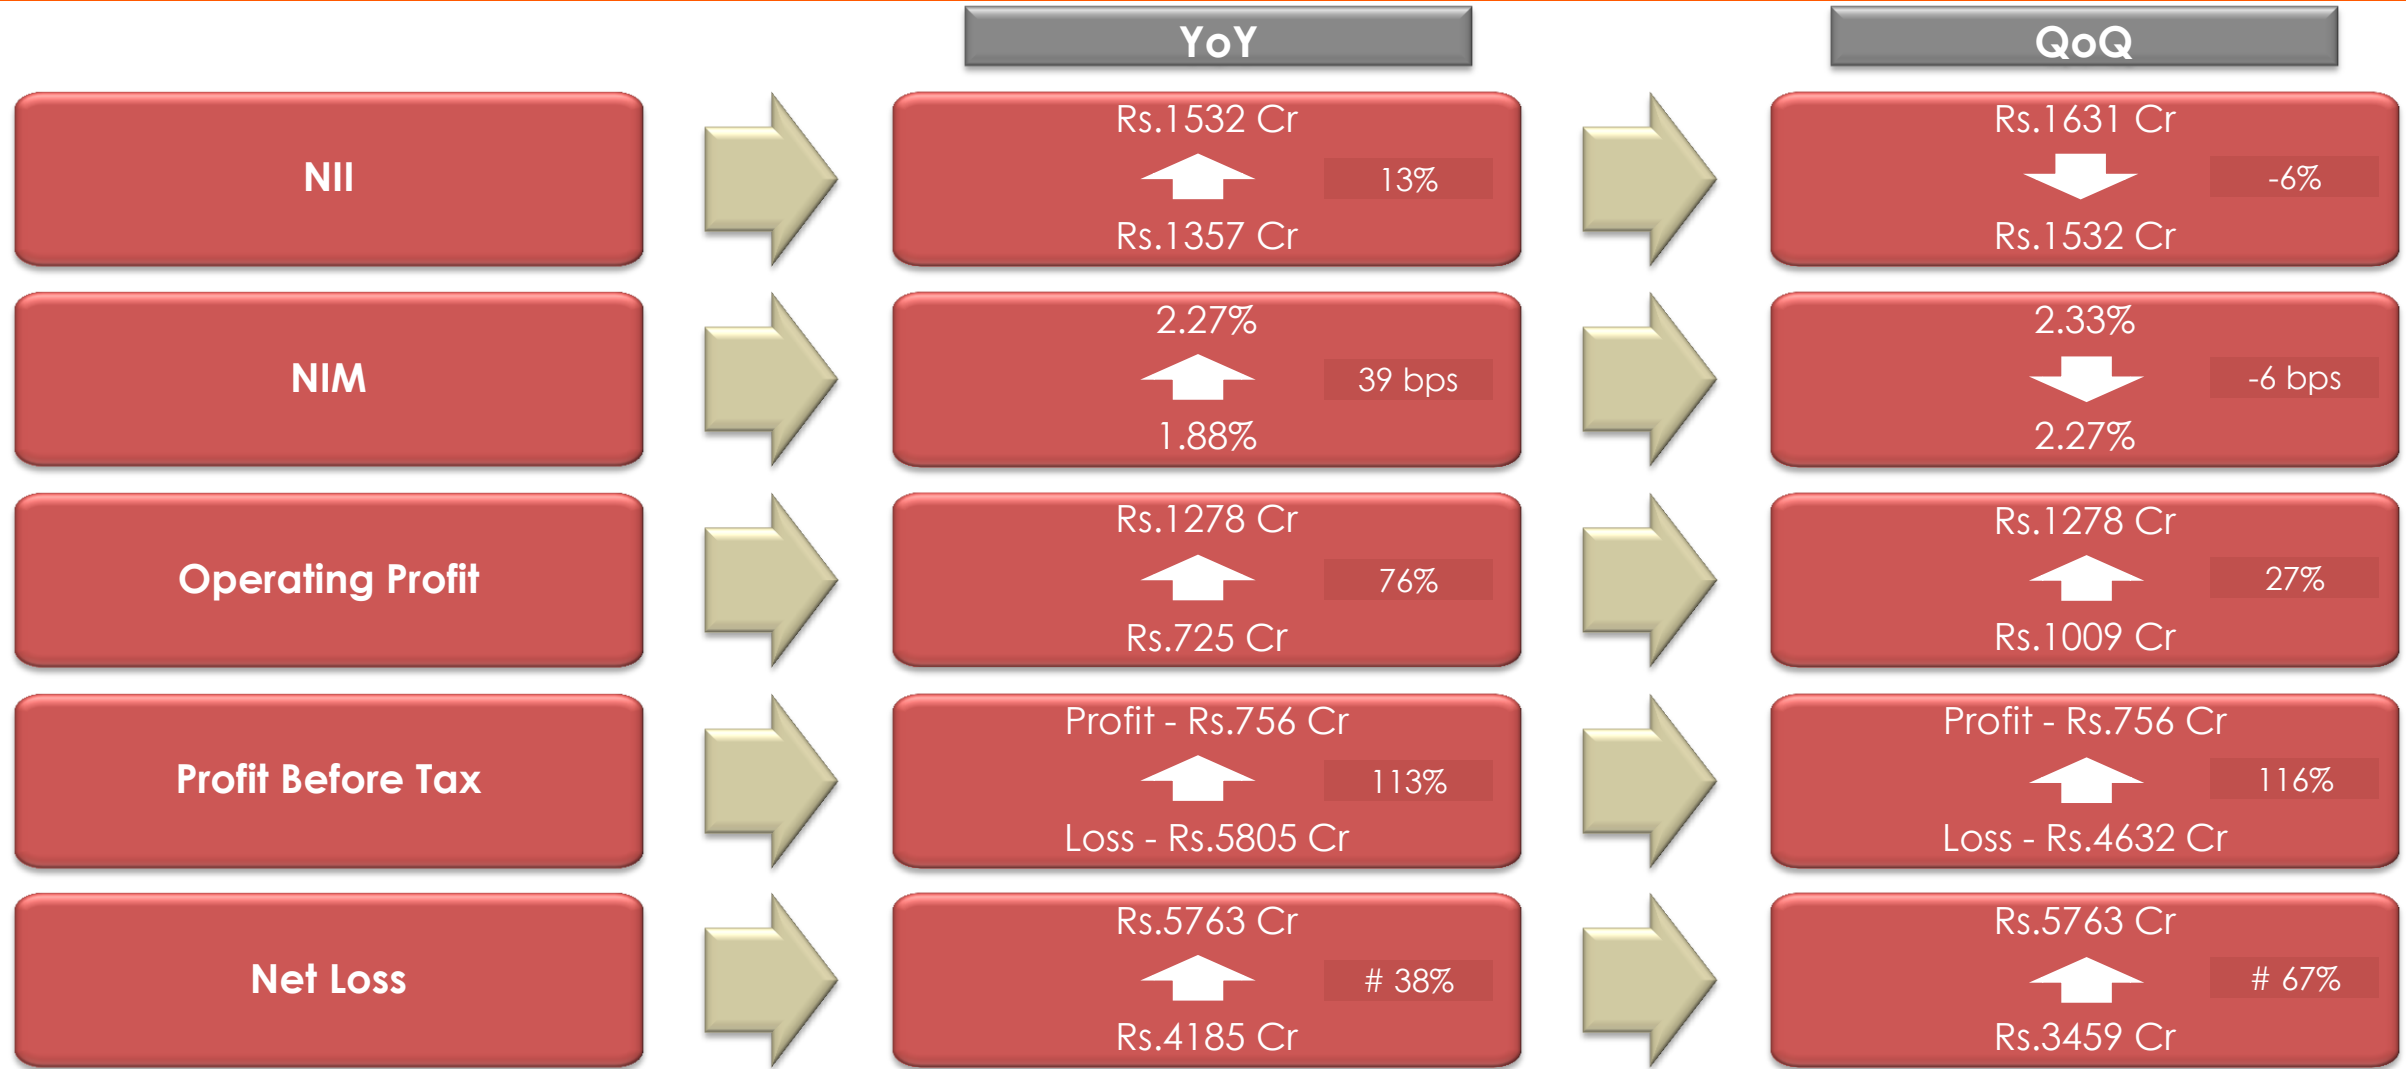 YoY
QoQ
NII
Rs.1532 Cr
13%
Rs.1357 Cr
Rs.1631 Cr
-6%
Rs.1532 Cr
NIM
2.27%
39 bps
1.88%
2.33%
-6 bps
2.27%
Operating Profit
Rs.1278 Cr
76%
Rs.725 Cr
Rs.1278 Cr
27%
Rs.1009 Cr
Profit Before Tax
Profit - Rs.756 Cr
113%
Loss - Rs.5805 Cr
Profit - Rs.756 Cr
116%
Loss - Rs.4632 Cr
Net Loss
Rs.5763 Cr
# 38%
Rs.4185 Cr
Rs.5763 Cr
# 67%
Rs.3459 Cr